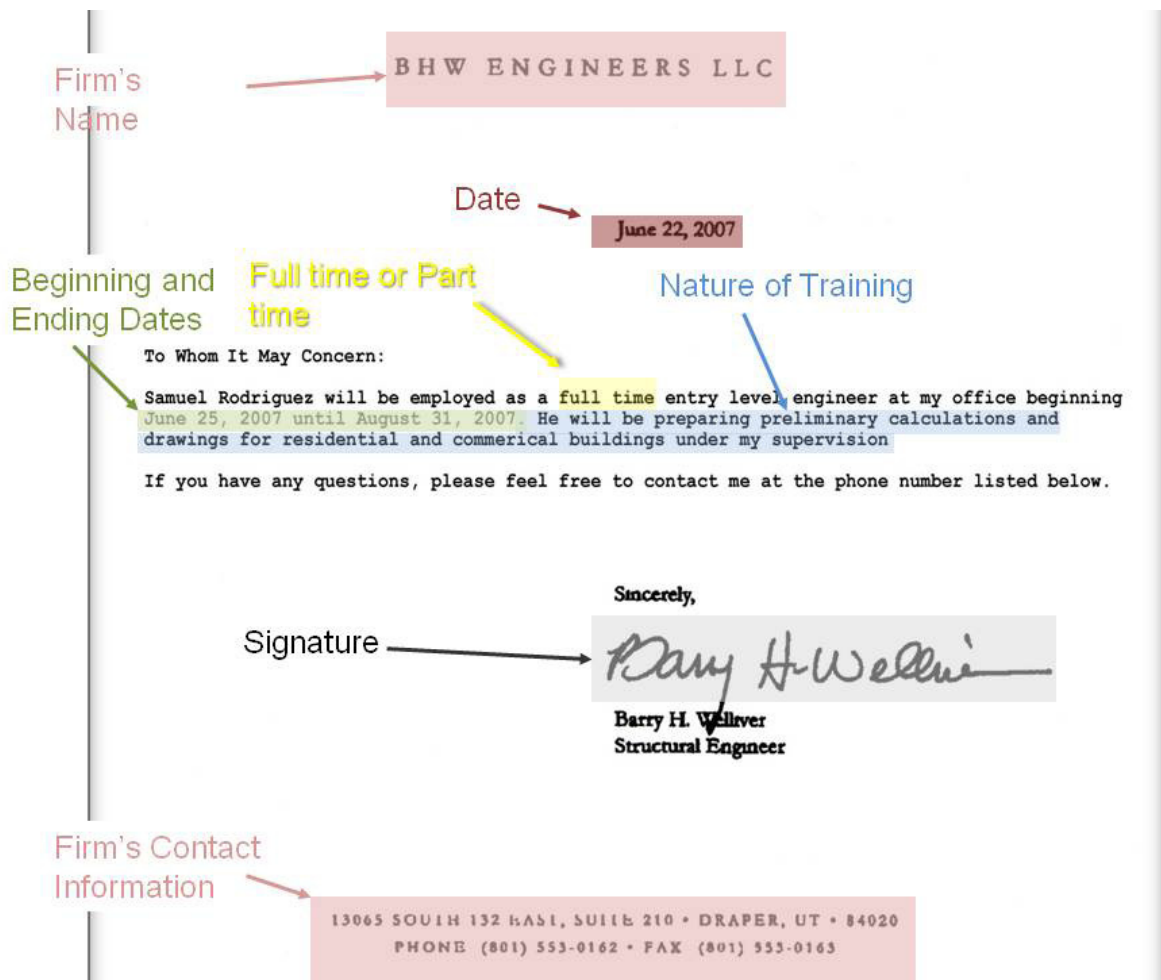 Firm's
Name
BHW ENGINEERS LLC
Date
June 22, 2007
Beginning and
Ending Dates
Full time or Part
time
Nature of Training
To Whom It May Concern:
Samuel Rodriguez will be employed as a full time entry level engineer at my office beginning
June 25, 2007 until August 31, 2007. He will be preparing preliminary calculations and
drawings for residential and commerical buildings under my supervision
If you have any questions, please feel free to contact me at the phone number listed below.
Sincerely,
Signature
Barry H. Welliver
Barry H. Welliver
Structural Engineer
Firm's Contact
Information
13065 SOUTH 132 EAST, SUITE 210 • DRAPER, UT • 84020
PHONE (801) 553-0162 • FAX (801) 553-0163